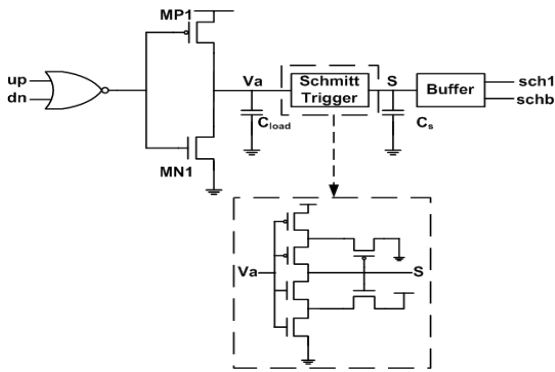 MP1
up
dn
Va
Schmitt
Trigger
S
Buffer
sch1
schb
Cload
Cs
MN1
Va
S